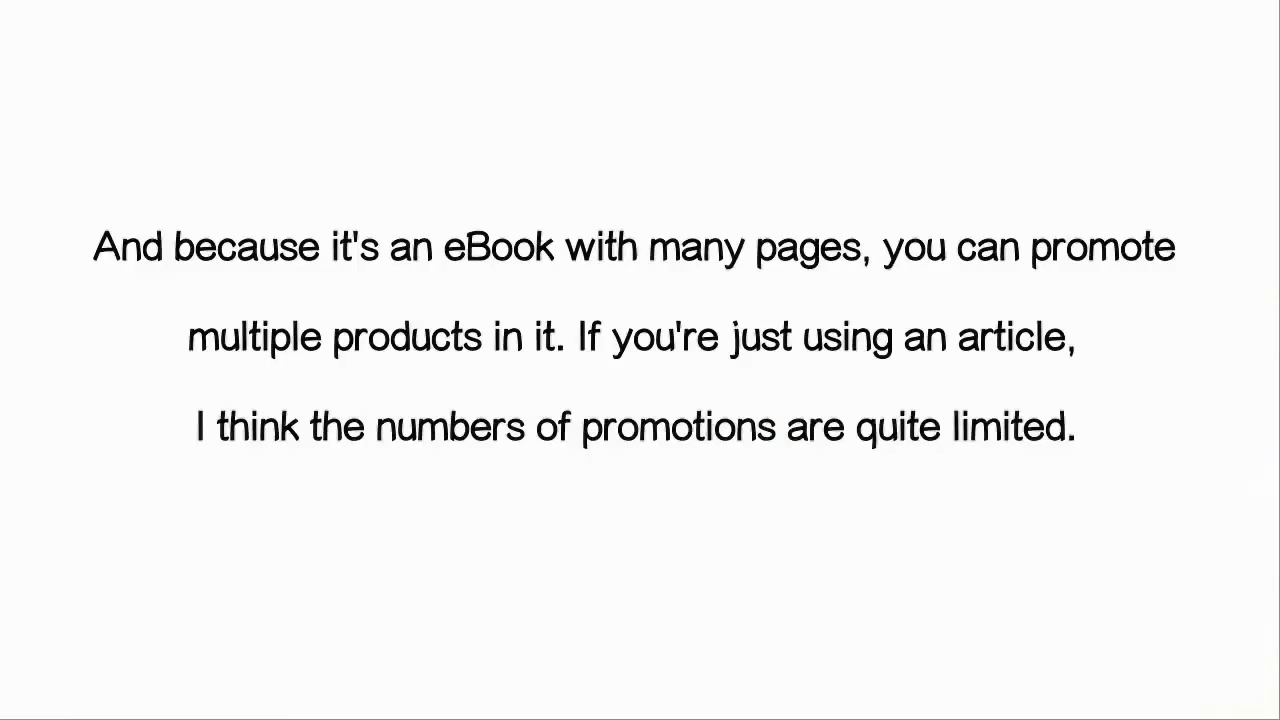 And because it's an eBook with many pages, you can promote
multiple products in it. If you're just using an article,
I think the numbers of promotions are quite limited.